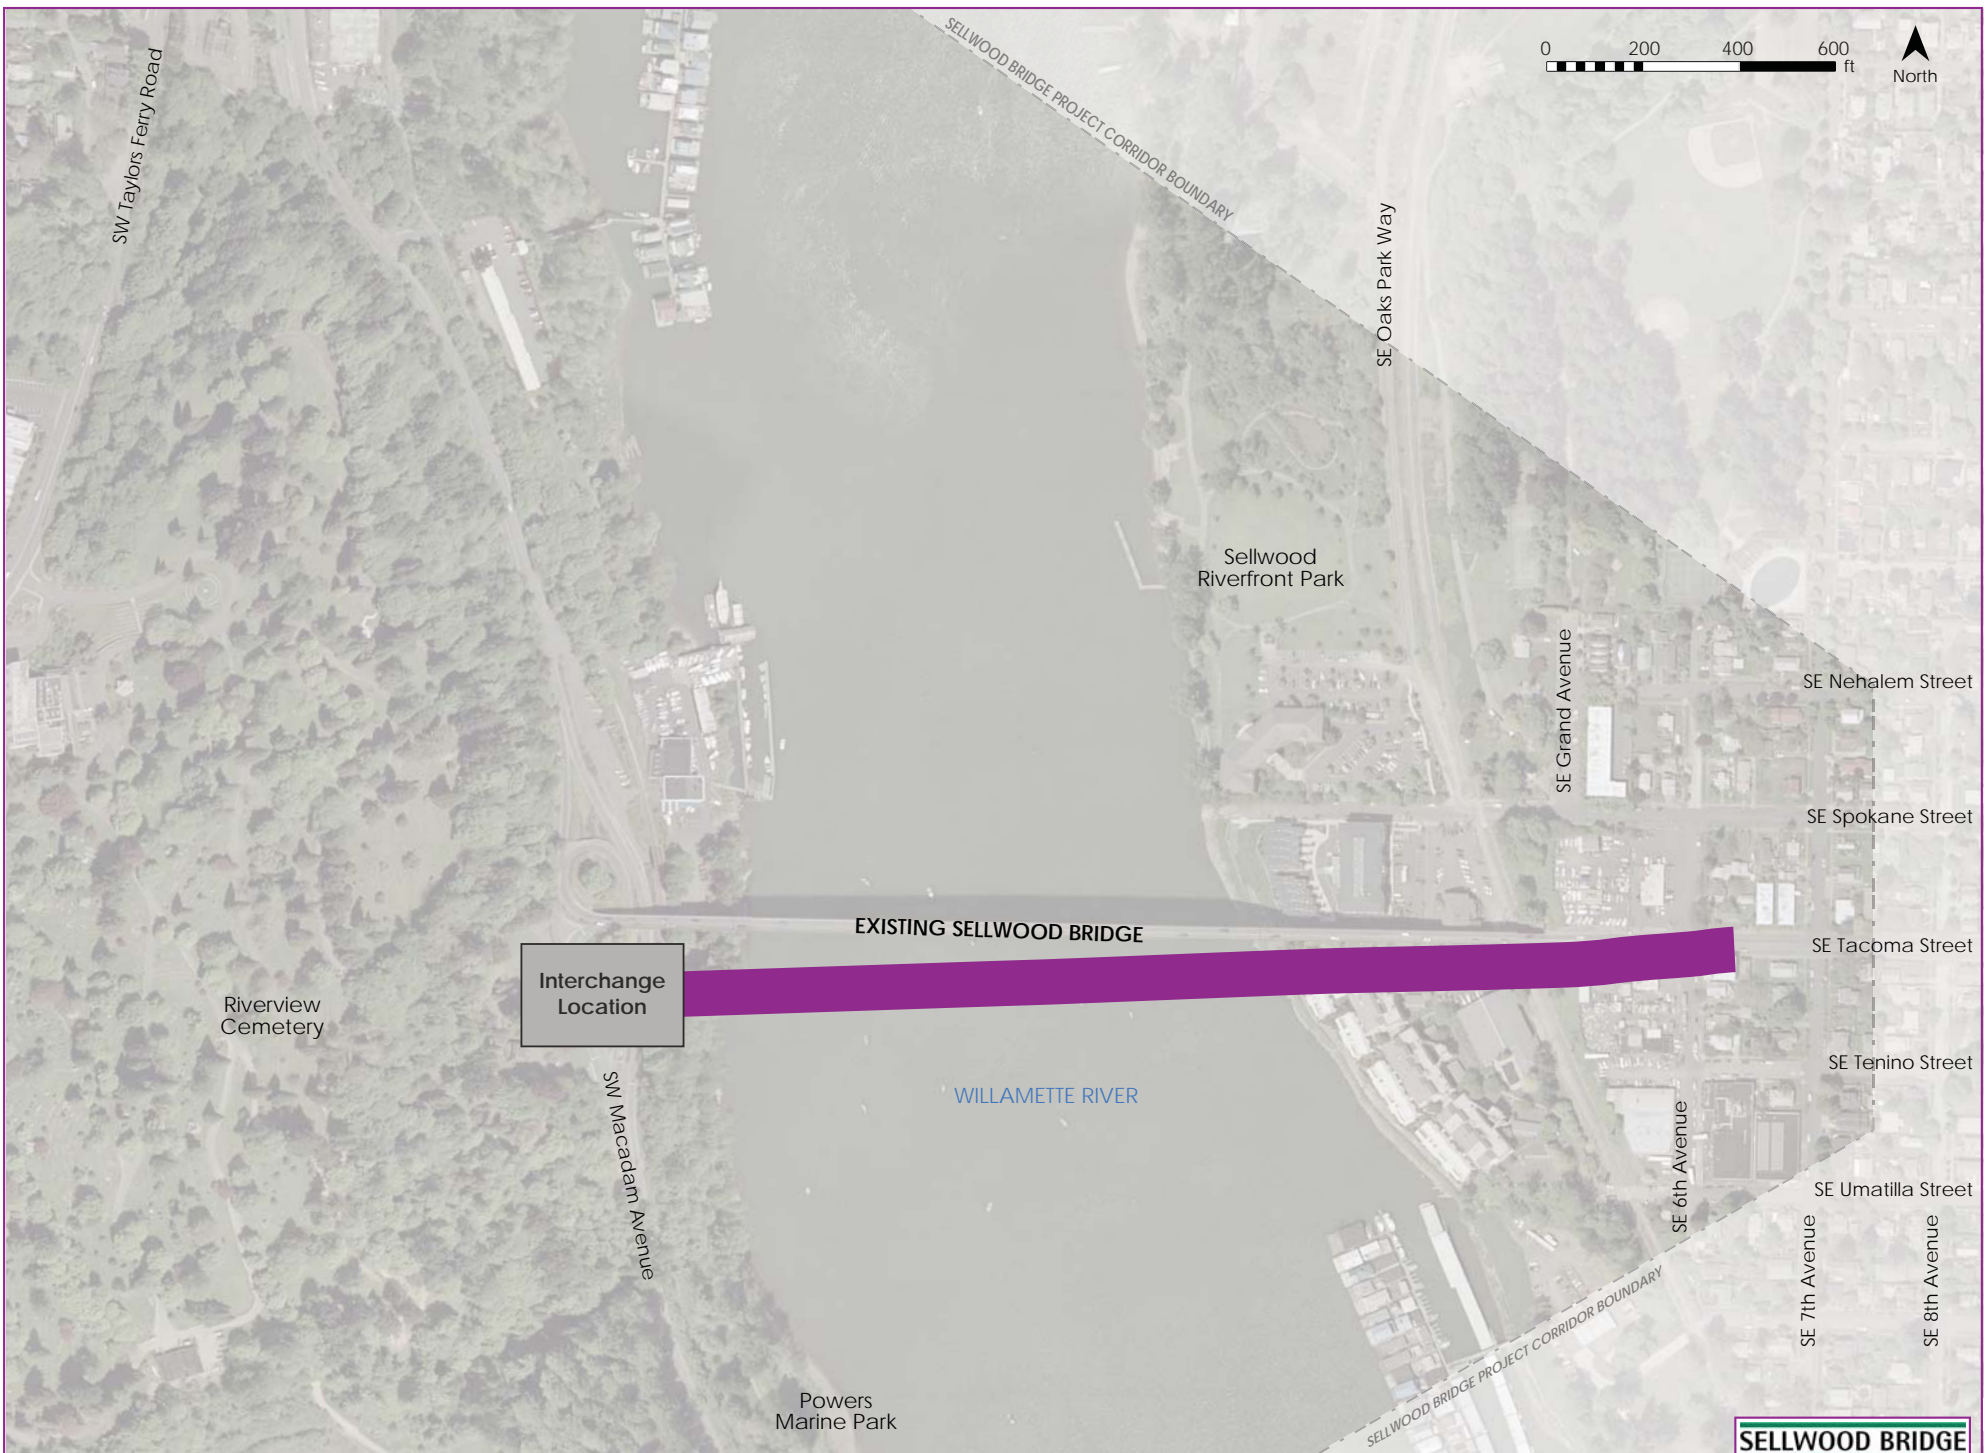 SELLWOOD BRIDGE PROJECT CORRIDOR BOUNDARY
0 200 400 600
ft
North
SW Taylors Ferry Road
SE Oaks Park Way
Sellwood
Riverfront Park
SE Grand Avenue
SE Nehalem Street
SE Spokane Street
EXISTING SELLWOOD BRIDGE
SE Tacoma Street
Interchange
Location
Riverview
Cemetery
WILLAMETTE RIVER
SE Tenino Street
SW Macadam Avenue
SE 6th Avenue
SE Umatilla Street
SE 7th Avenue
SE 8th Avenue
SELLWOOD BRIDGE PROJECT CORRIDOR BOUNDARY
Powers
Marine Park
SELLWOOD BRIDGE